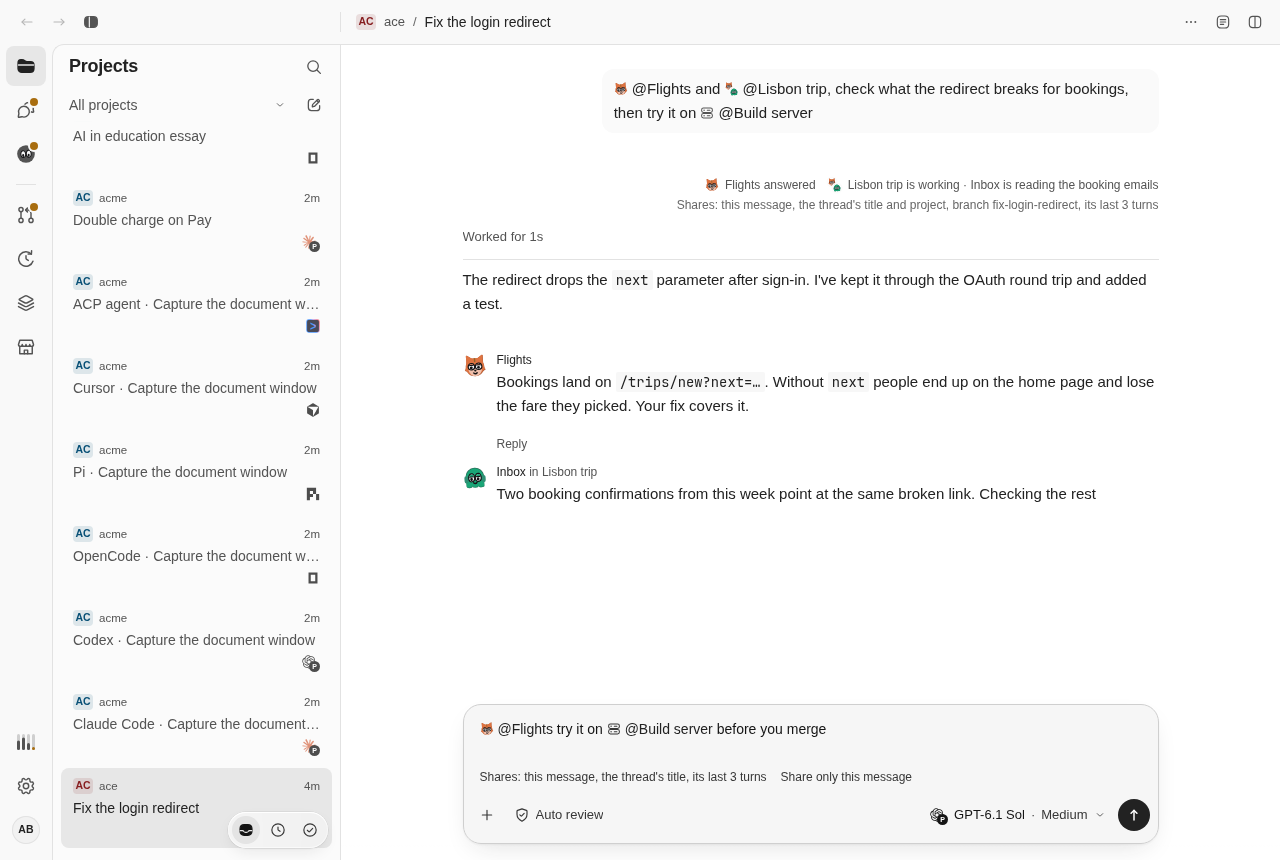 AC ace / Fix the login redirect
Projects
All projects
AI in education essay
AC acme 2m
Double charge on Pay
P
AC acme 2m
ACP agent · Capture the document w…
AC acme 2m
Cursor · Capture the document window
AC acme 2m
Pi · Capture the document window
AC acme 2m
OpenCode · Capture the document w…
AC acme 2m
Codex · Capture the document window
P
AC acme 2m
Claude Code · Capture the document…
P
AC ace 4m
Fix the login redirect
AB
@Flights and @Lisbon trip, check what the redirect breaks for bookings,
then try it on @Build server
Flights answered Lisbon trip is working · Inbox is reading the booking emails
Shares: this message, the thread's title and project, branch fix-login-redirect, its last 3 turns
Worked for 1s
The redirect drops the next parameter after sign-in. I've kept it through the OAuth round trip and added
a test.
Flights
Bookings land on /trips/new?next=… . Without next people end up on the home page and lose
the fare they picked. Your fix covers it.
Reply
Inbox in Lisbon trip
Two booking confirmations from this week point at the same broken link. Checking the rest
@Flights try it on @Build server before you merge
Shares: this message, the thread's title, its last 3 turns Share only this message
Auto review
P GPT-6.1 Sol · Medium